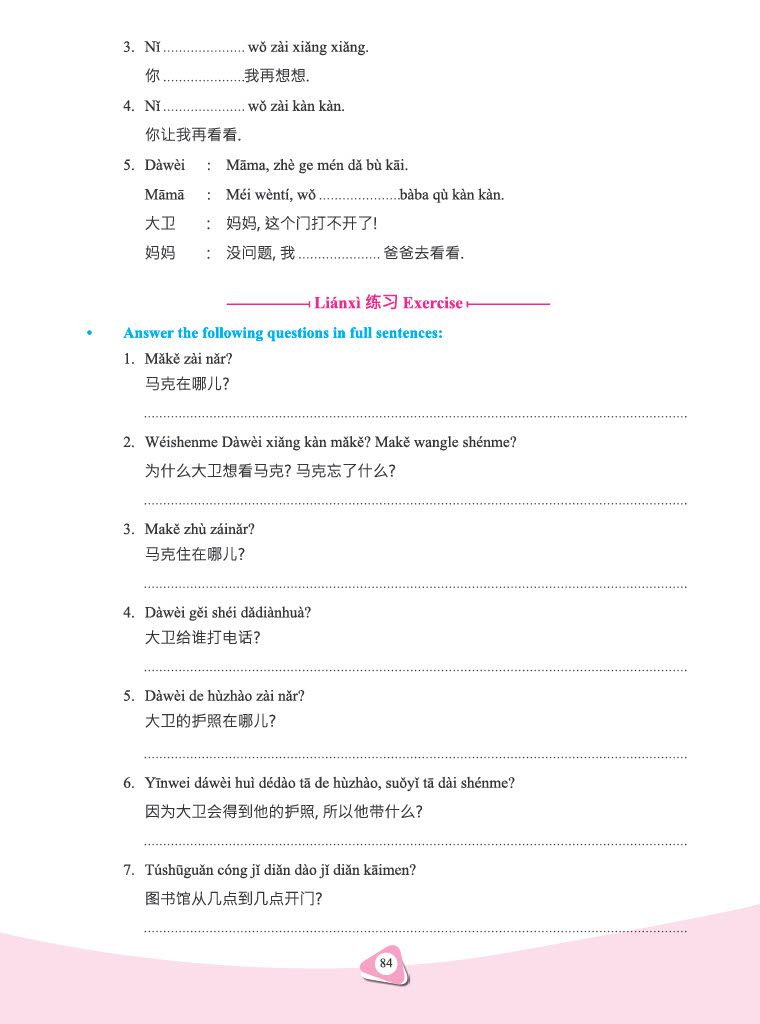 3. Nǐ ..................... wǒ zài xiǎng xiǎng.
你 .....................我再想想.
4. Nǐ ..................... wǒ zài kàn kàn.
你让我再看看.
5. Dàwèi : Māma, zhè ge mén dǎ bù kāi.
Māmā : Méi wèntí, wǒ .....................bàba qù kàn kàn.
大卫 : 妈妈, 这个门打不开了!
妈妈 : 没问题, 我 ..................... 爸爸去看看.
Liánxì 练习 Exercise
• Answer the following questions in full sentences:
1. Mǎkě zài nǎr?
马克在哪儿?
2. Wéishenme Dàwèi xiǎng kàn mǎkě? Makě wangle shénme?
为什么大卫想看马克? 马克忘了什么?
3. Makě zhù záinǎr?
马克住在哪儿?
4. Dàwèi gěi shéi dǎdiànhuà?
大卫给谁打电话?
5. Dàwèi de hùzhào zài nǎr?
大卫的护照在哪儿?
6. Yīnwei dáwèi huì dédào tā de hùzhào, suǒyǐ tā dài shénme?
因为大卫会得到他的护照, 所以他带什么?
7. Túshūguǎn cóng jǐ diǎn dào jǐ diǎn kāimen?
图书馆从几点到几点开门?
84